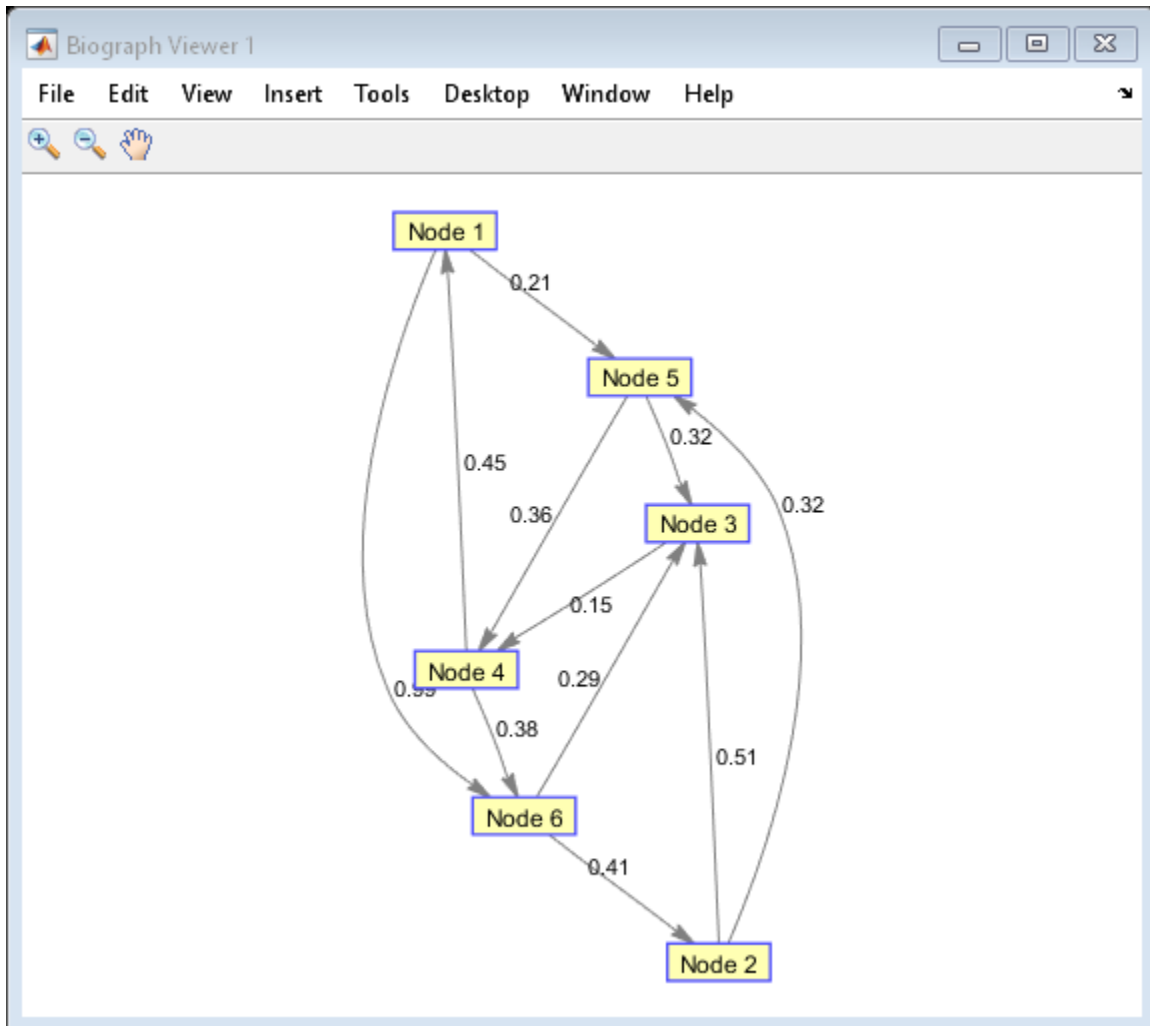 Biograph Viewer 1
File Edit View Insert Tools Desktop Window Help
Node 1
0.21
Node 5
0.32
0.45
0.32
0.36
Node 3
0.15
Node 4
0.29
0.99
0.38
0.51
Node 6
0.41
Node 2